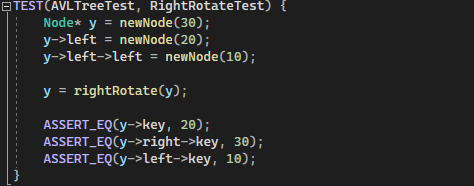 TEST(AVLTreeTest, RightRotateTest) {
    Node* y = newNode(30);
    y->left = newNode(20);
    y->left->left = newNode(10);

    y = rightRotate(y);

    ASSERT_EQ(y->key, 20);
    ASSERT_EQ(y->right->key, 30);
    ASSERT_EQ(y->left->key, 10);
}